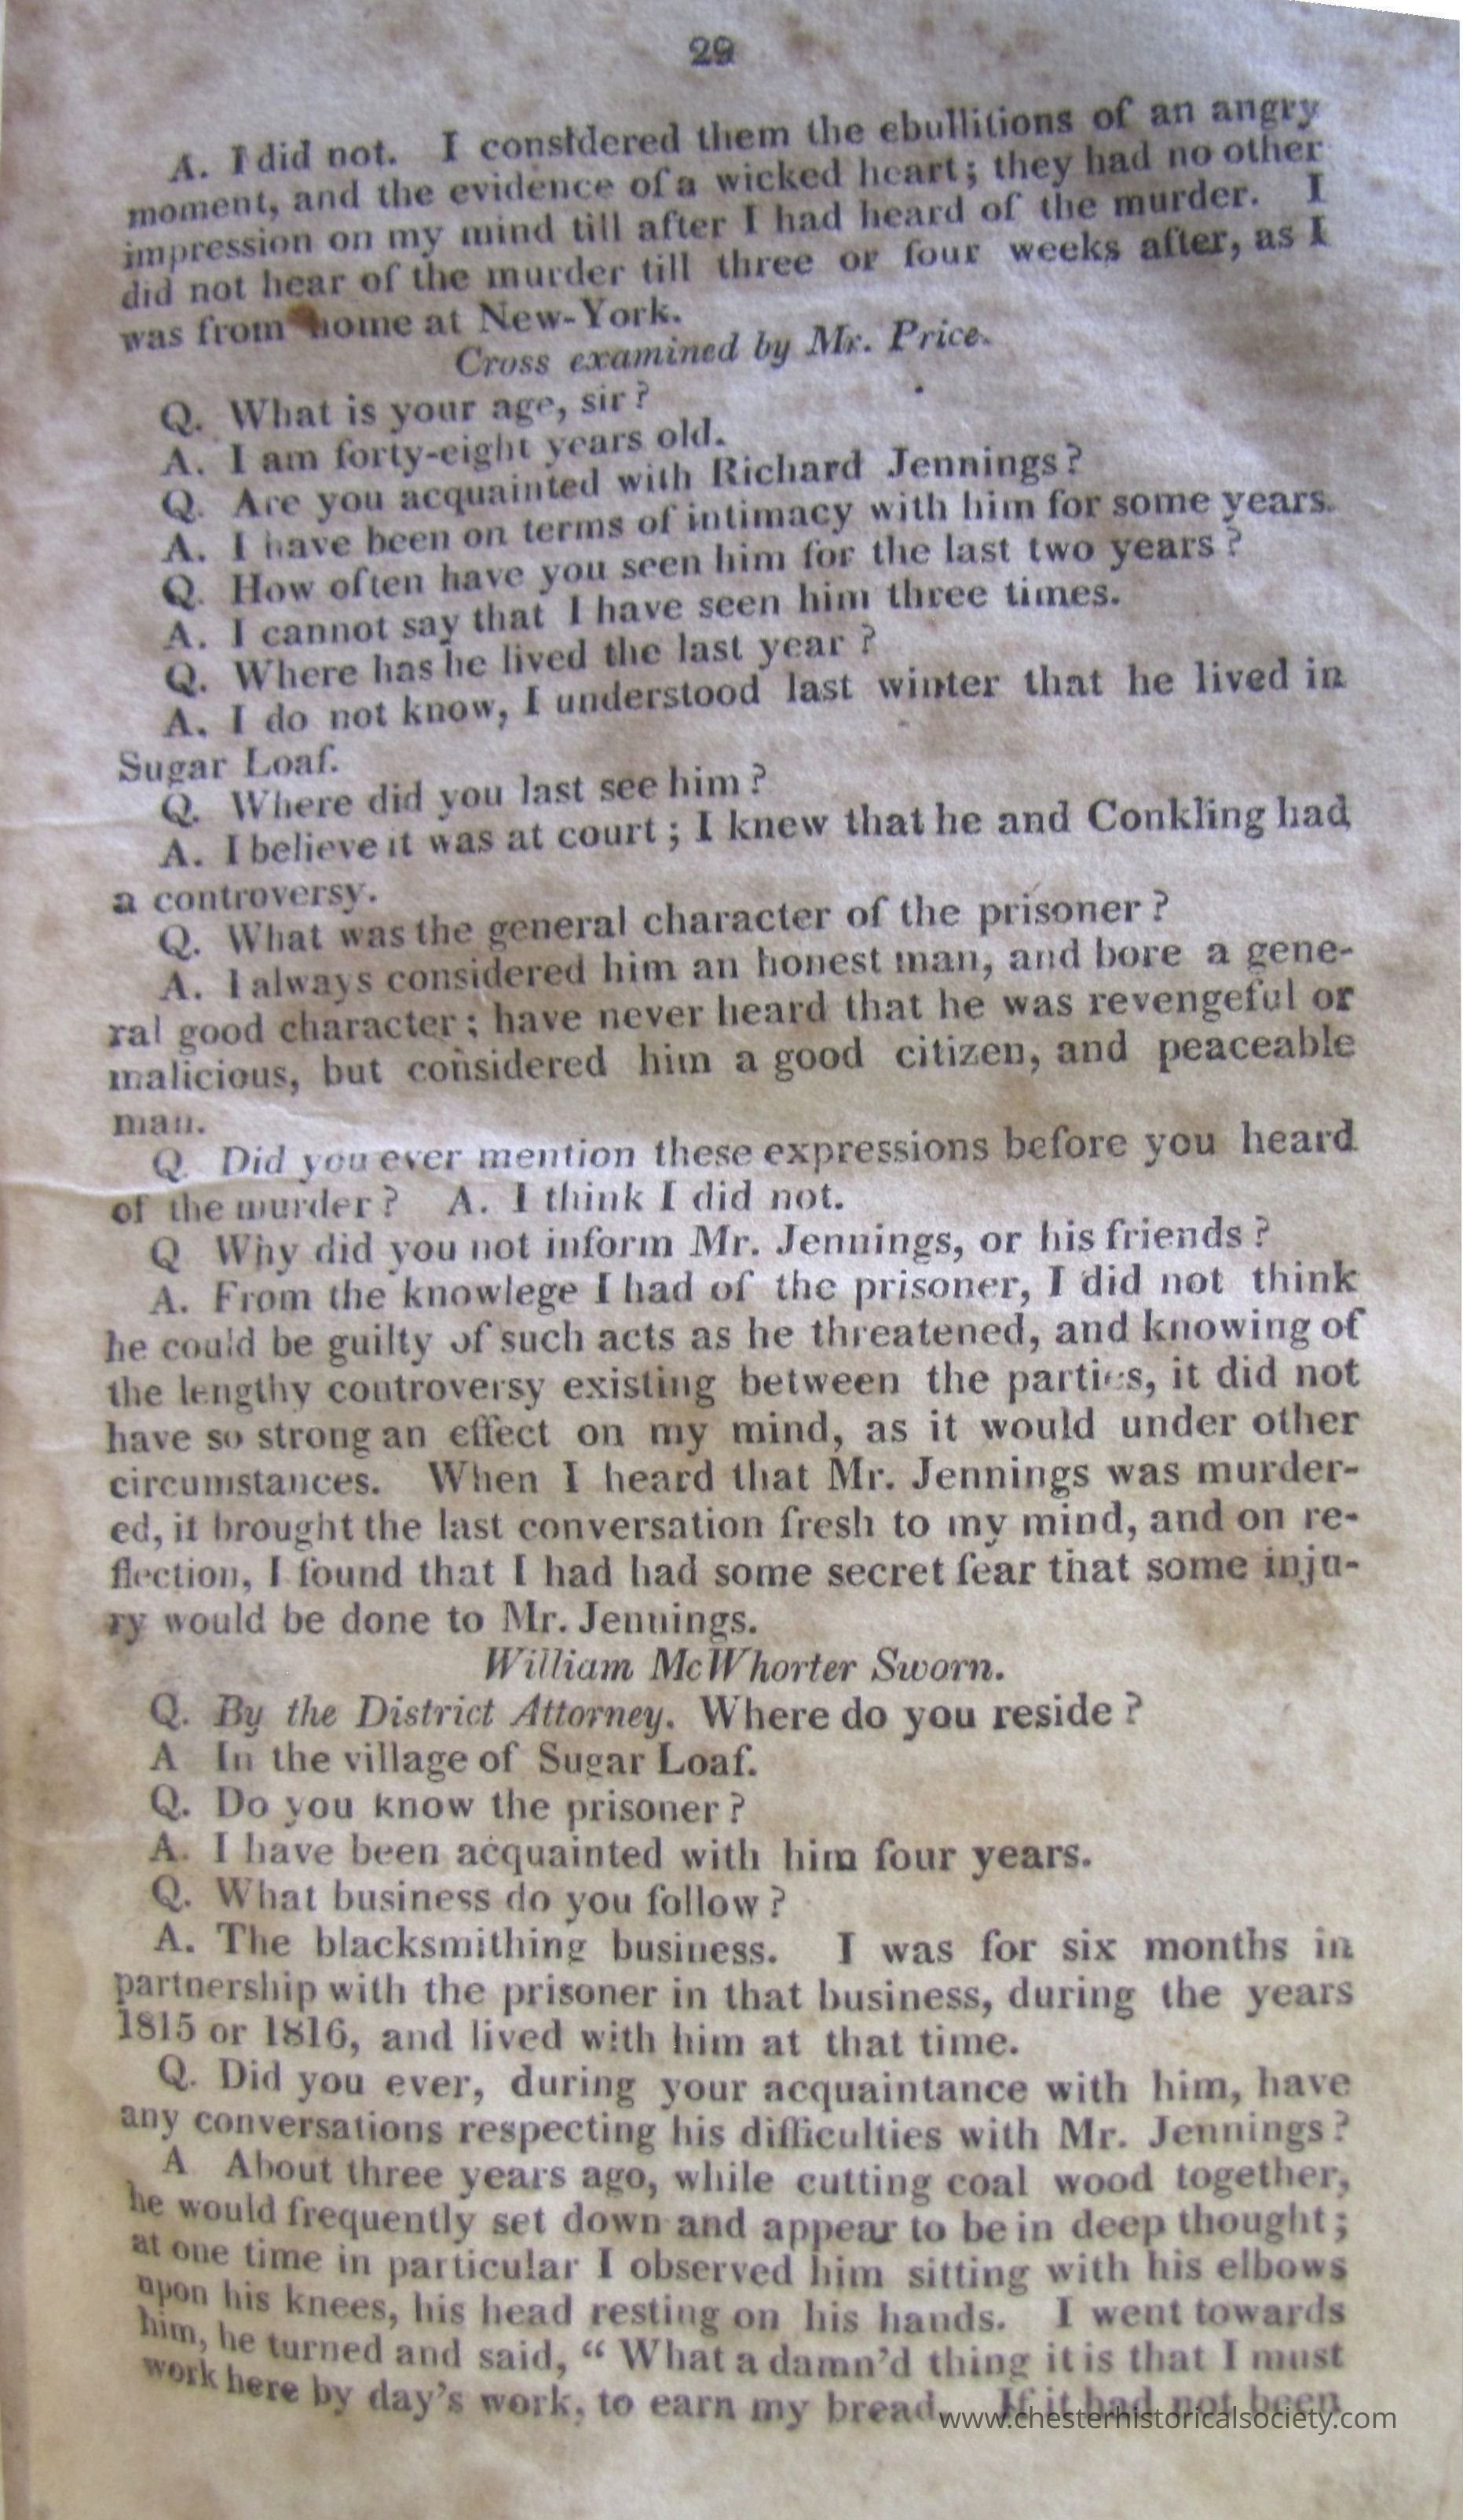 29
A. I did not. I considered them the ebullitions of an angry
moment, and the evidence of a wicked heart; they had no other
impression on my mind till after I had heard of the murder. I
did not hear of the murder till three or four weeks after, as I
was from home at New-York.
Cross examined by Mr. Price.
Q. What is your age, sir?
A. I am forty-eight years old.
Q. Are you acquainted with Richard Jennings?
A. I have been on terms of intimacy with him for some years.
Q. How often have you seen him for the last two years?
A. I cannot say that I have seen him three times.
Q. Where has he lived the last year?
A. I do not know, I understood last winter that he lived in
Sugar Loaf.
Q. Where did you last see him?
A. I believe it was at court; I knew that he and Conkling had
a controversy.
Q. What was the general character of the prisoner?
A. I always considered him an honest man, and bore a gene-
ral good character; have never heard that he was revengeful or
malicious, but considered him a good citizen, and peaceable
man.
Q. Did you ever mention these expressions before you heard
of the murder? A. I think I did not.
Q Why did you not inform Mr. Jennings, or his friends?
A. From the knowlege I had of the prisoner, I did not think
he could be guilty of such acts as he threatened, and knowing of
the lengthy controversy existing between the parties, it did not
have so strong an effect on my mind, as it would under other
circumstances. When I heard that Mr. Jennings was murder-
ed, it brought the last conversation fresh to my mind, and on re-
flection, I found that I had had some secret fear that some inju-
ry would be done to Mr. Jennings.
William McWhorter Sworn.
Q. By the District Attorney. Where do you reside?
A In the village of Sugar Loaf.
Q. Do you know the prisoner?
A. I have been acquainted with him four years.
Q. What business do you follow?
A. The blacksmithing business. I was for six months in
partnership with the prisoner in that business, during the years
1815 or 1816, and lived with him at that time.
Q. Did you ever, during your acquaintance with him, have
any conversations respecting his difficulties with Mr. Jennings?
A About three years ago, while cutting coal wood together,
he would frequently set down and appear to be in deep thought;
at one time in particular I observed him sitting with his elbows
upon his knees, his head resting on his hands. I went towards
him, he turned and said, “What a damn'd thing it is that I must
work here by day's work, to earn my bread. If it had not been
www.chesterhistoricalsociety.com